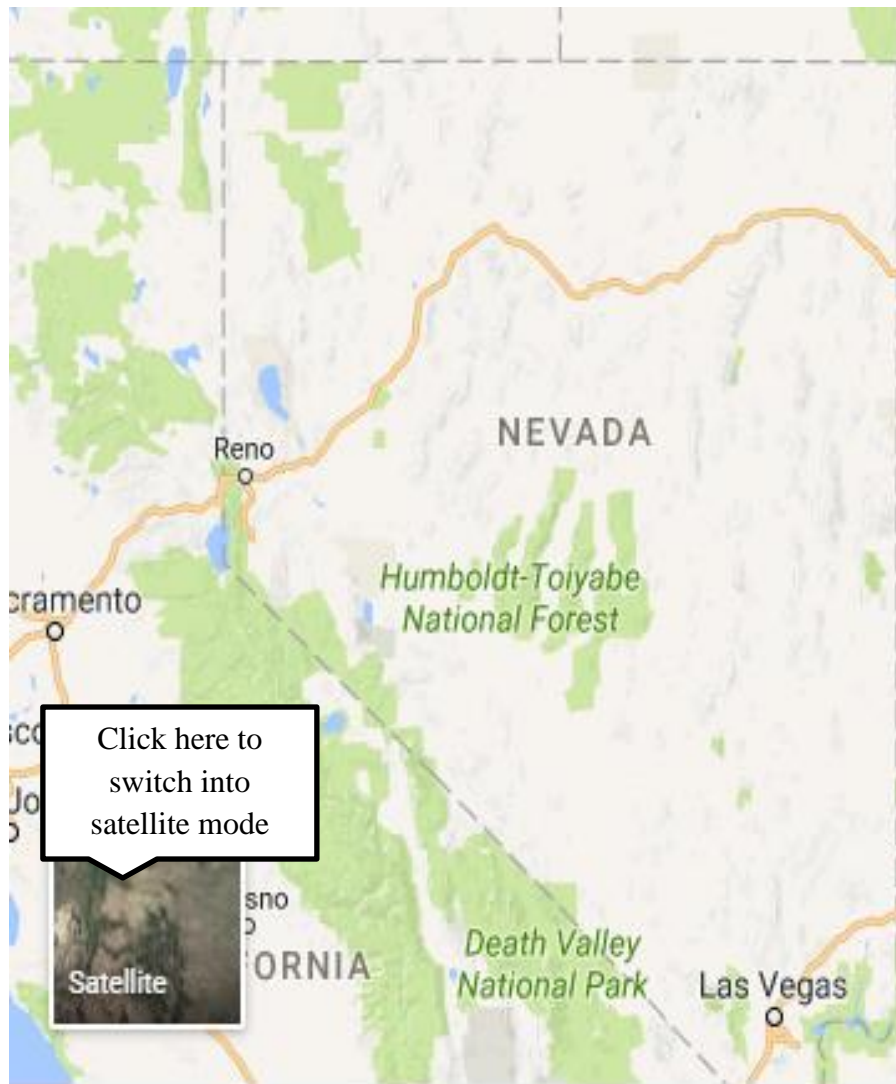 NEVADA
Reno
Humboldt-Toiyabe
National Forest
cramento
Click here to
switch into
satellite mode
sno
ORNIA
Satellite
Death Valley
National Park
Las Vegas